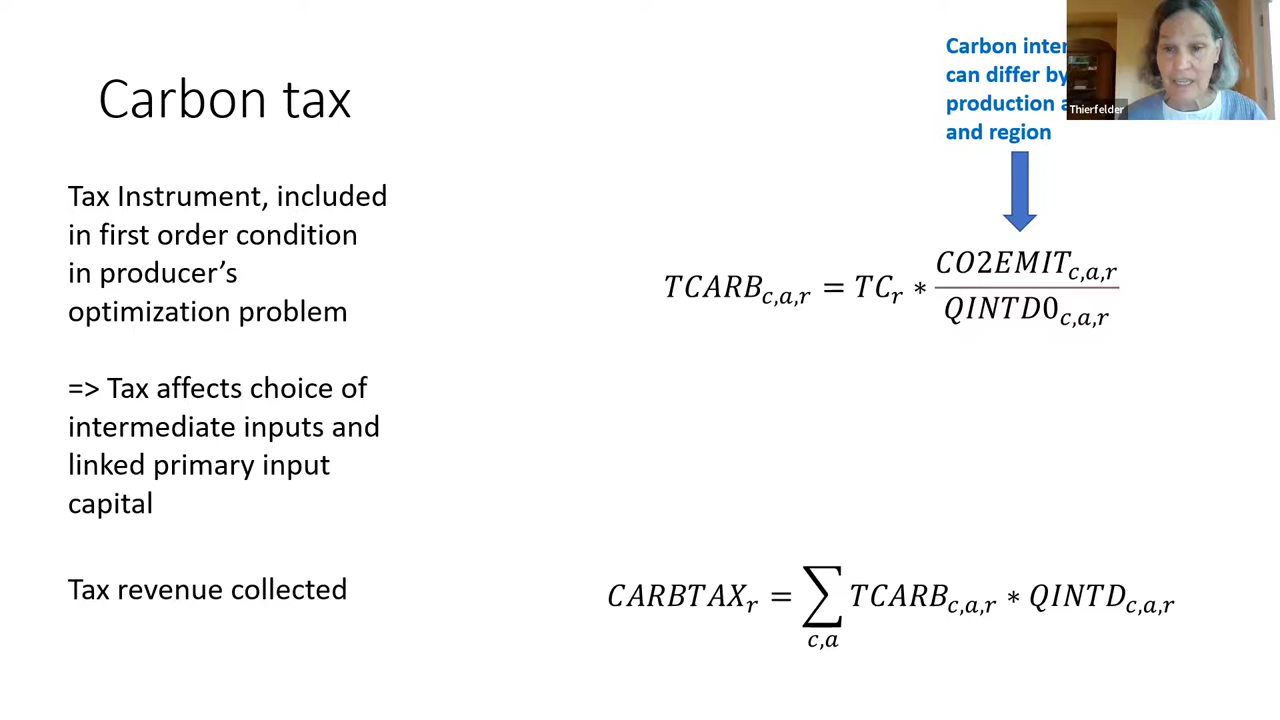 Carbon tax
Carbon
can differ by
production
and region
Thierfelder
Tax Instrument, included
in first order condition
in producer’s
optimization problem
=> Tax affects choice of
intermediate inputs and
linked primary input
capital
Tax revenue collected
TCARB_{c,a,r} = TC_r * \frac{CO2EMIT_{c,a,r}}{QINTD0_{c,a,r}}
CARBTAX_r = \sum_{c,a} TCARB_{c,a,r} * QINTD_{c,a,r}